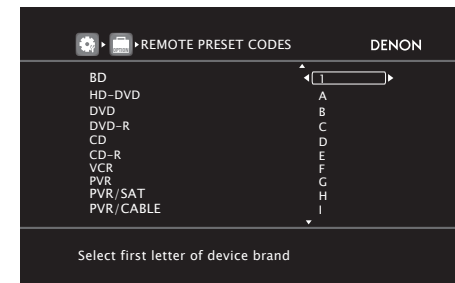 OPTION REMOTE PRESET CODES DENON
BD 1
HD-DVD A
DVD B
DVD-R C
CD D
CD-R E
VCR F
PVR G
PVR/SAT H
PVR/CABLE I
Select first letter of device brand